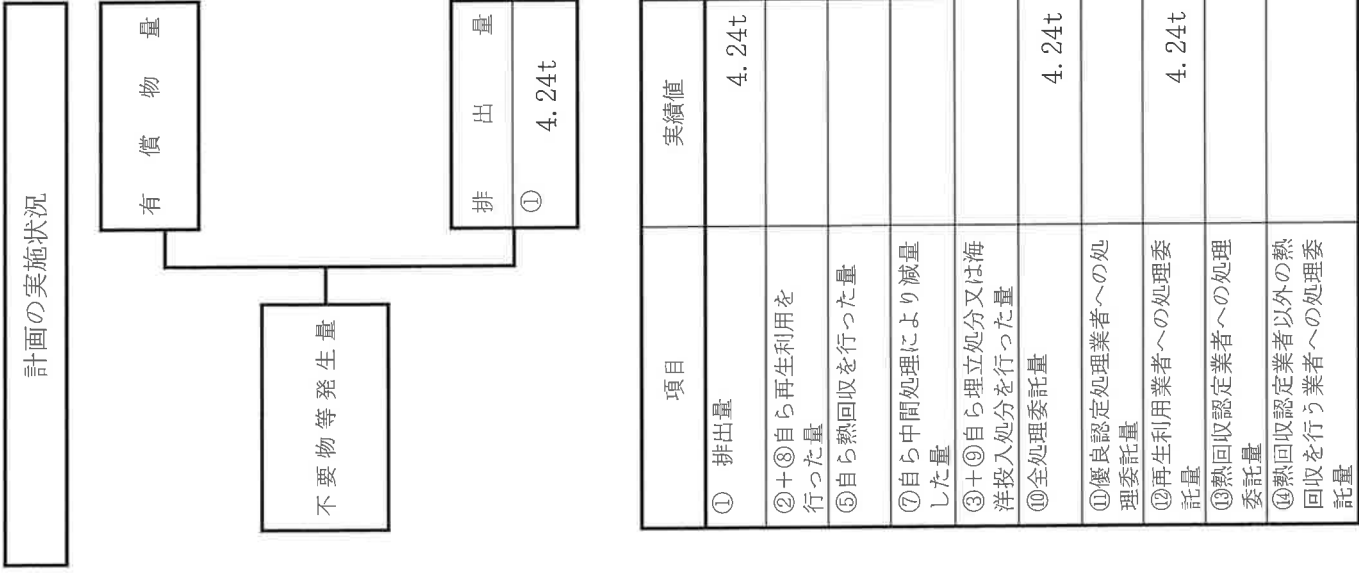 計画の実施状況
有償物量
不要物等発生量
排出量
① 4.24t
項目 実績値
① 排出量 4.24t
②+⑧自ら再生利用を
行った量
⑤自ら熱回収を行った量
⑦自ら中間処理により減量
した量
③+⑨自ら埋立処分又は海
洋投入処分を行った量
⑩全処理委託量 4.24t
⑪優良認定処理業者への処
理委託量
⑫再生利用業者への処理委
託量 4.24t
⑬熱回収認定業者への処理
委託量
⑭熱回収認定業者以外の熱
回収を行う業者への処理委
託量